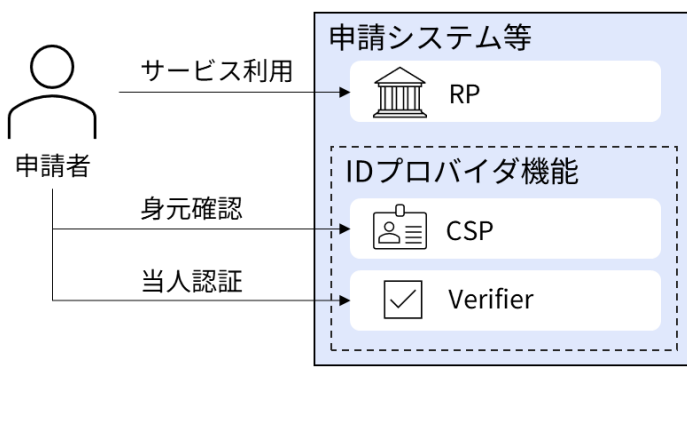 申請システム等
サービス利用
RP
申請者
IDプロバイダ機能
身元確認
CSP
当人認証
Verifier